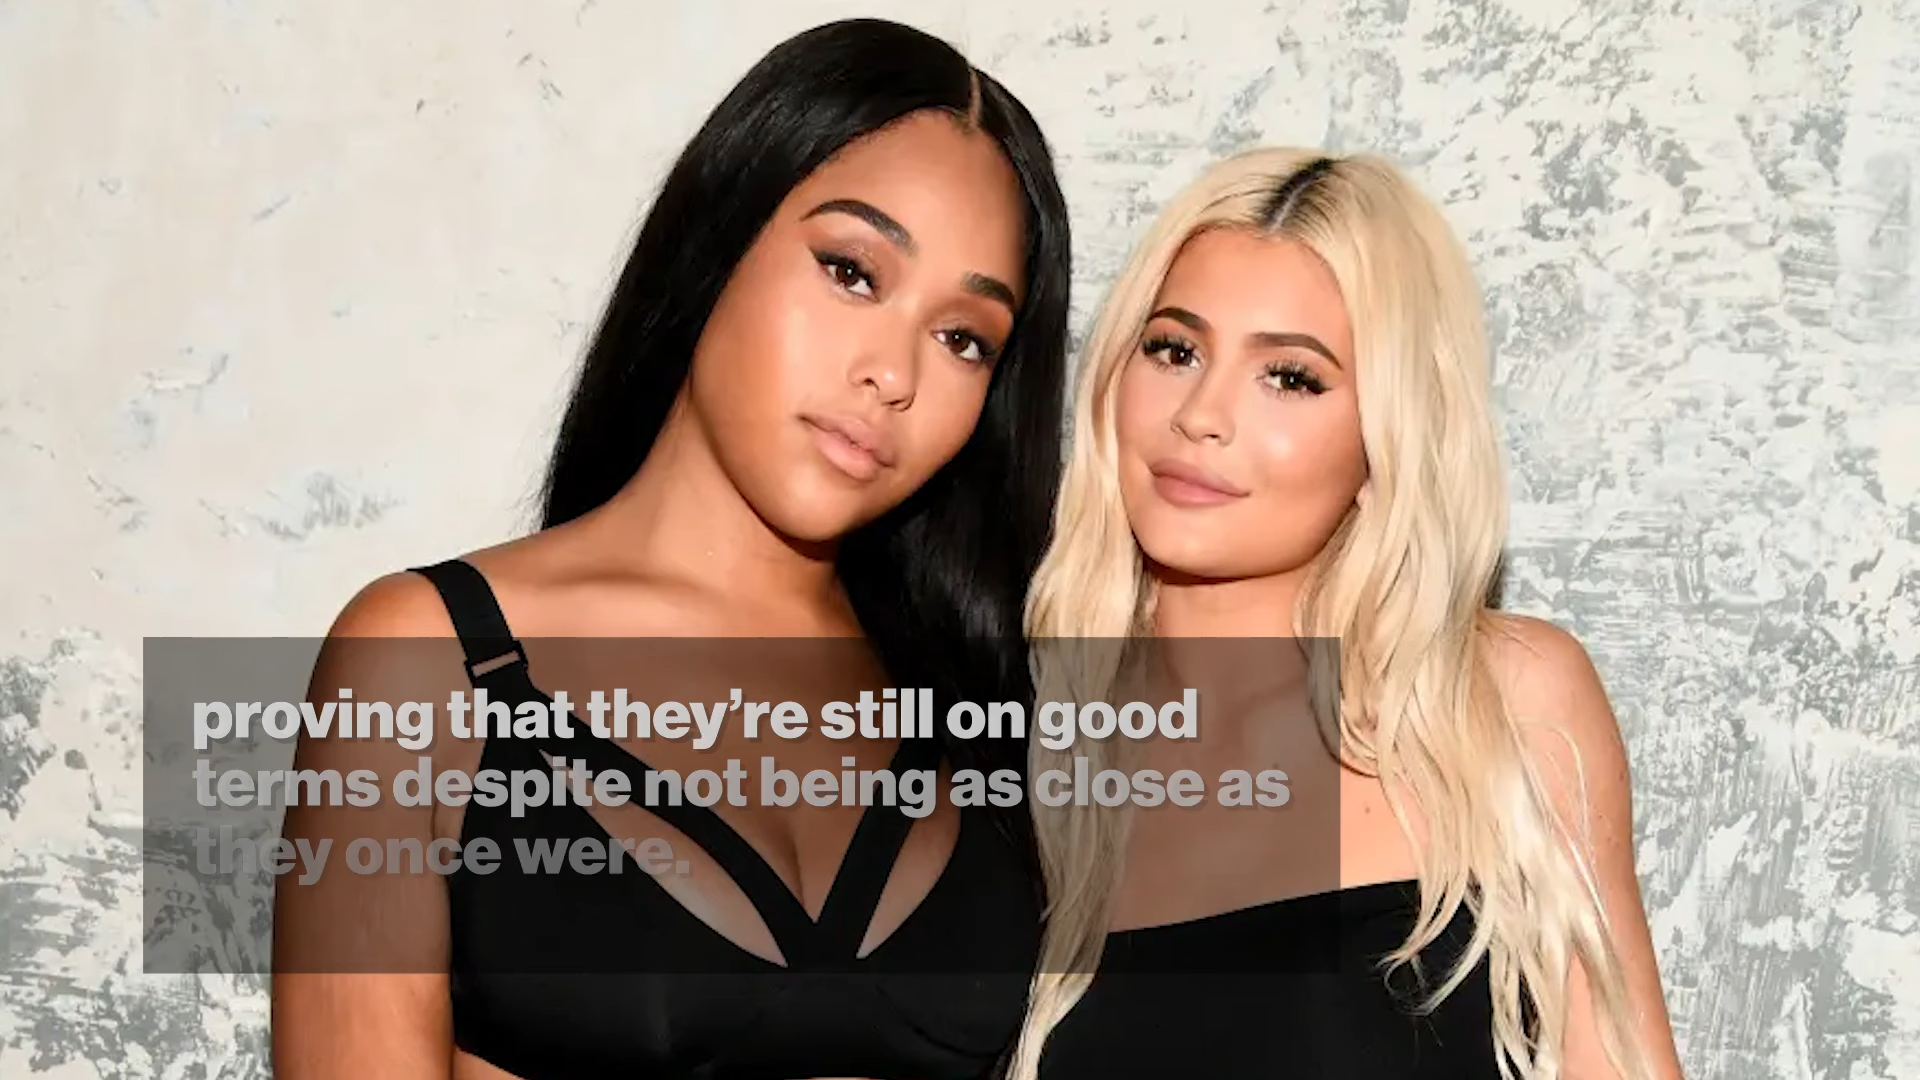 proving that they’re still on good
terms despite not being as close as
they once were.